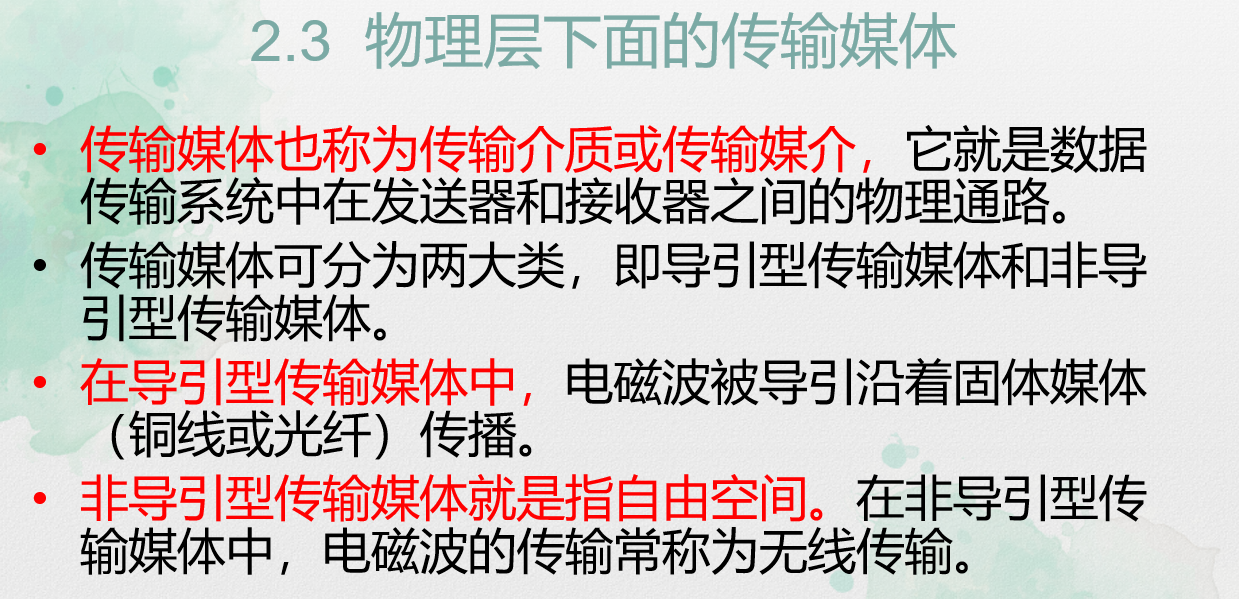 2.3 物理层下面的传输媒体
• 传输媒体也称为传输介质或传输媒介，它就是数据
传输系统中在发送器和接收器之间的物理通路。
• 传输媒体可分为两大类，即导引型传输媒体和非导
引型传输媒体。
• 在导引型传输媒体中，电磁波被导引沿着固体媒体
（铜线或光纤）传播。
• 非导引型传输媒体就是指自由空间。在非导引型传
输媒体中，电磁波的传输常称为无线传输。